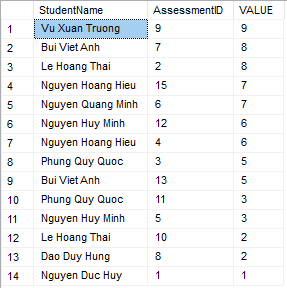 StudentName AssessmentID VALUE
1 Vu Xuan Truong 9 9
2 Bui Viet Anh 7 8
3 Le Hoang Thai 2 8
4 Nguyen Hoang Hieu 15 7
5 Nguyen Quang Minh 6 7
6 Nguyen Huy Minh 12 6
7 Nguyen Hoang Hieu 4 6
8 Phung Quy Quoc 3 5
9 Bui Viet Anh 13 5
10 Phung Quy Quoc 11 3
11 Nguyen Huy Minh 5 3
12 Le Hoang Thai 10 2
13 Dao Duy Hung 8 2
14 Nguyen Duc Huy 1 1